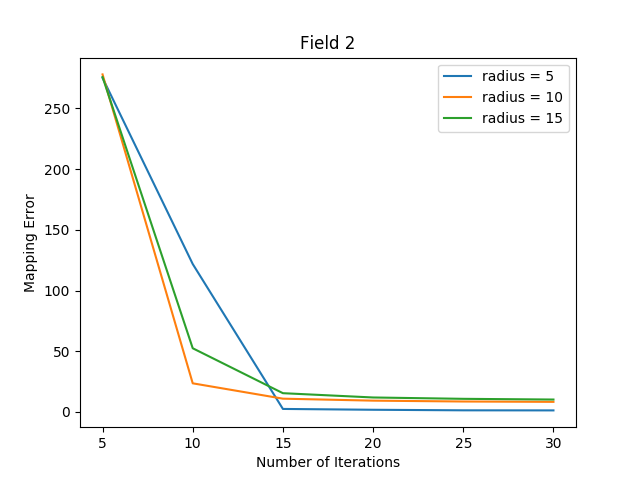 Field 2
radius = 5
radius = 10
radius = 15
Mapping Error
250
200
150
100
50
0
5
10
15
20
25
30
Number of Iterations